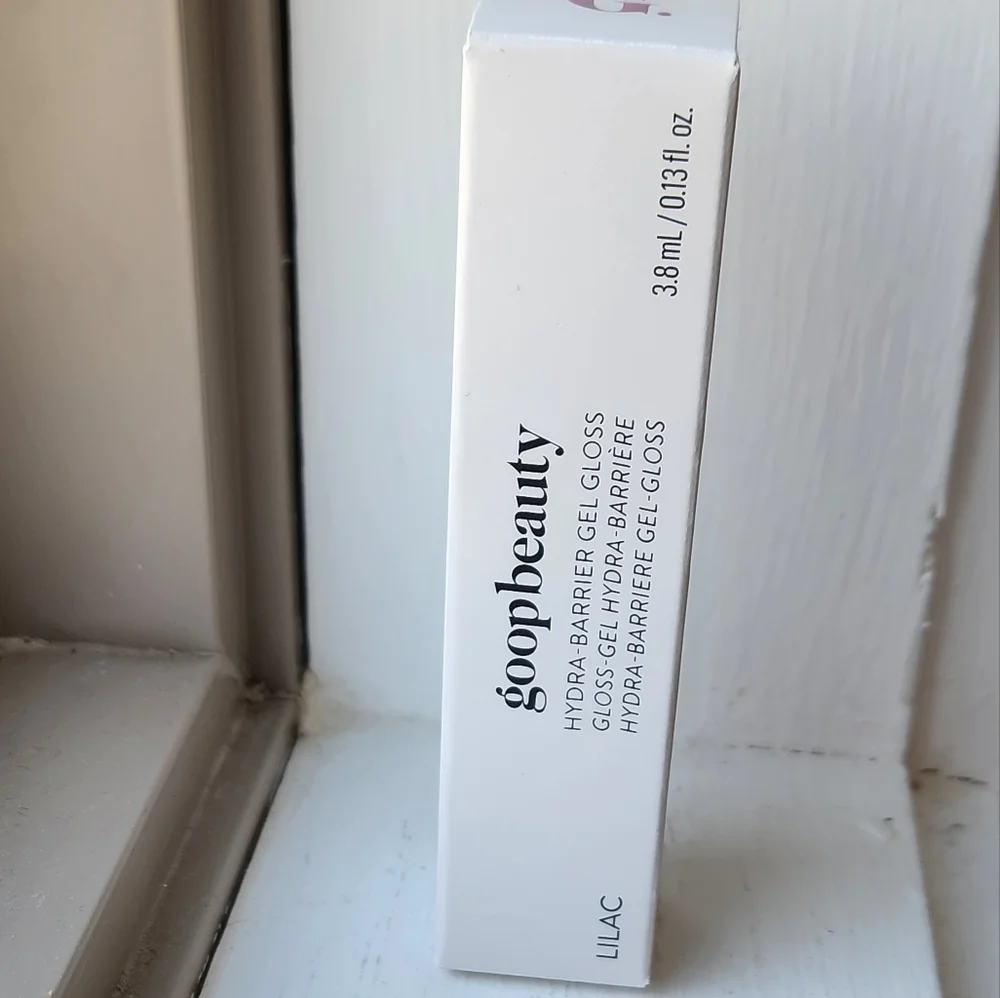 G.
goopbeauty
HYDRA-BARRIER GEL GLOSS
GLOSS-GEL HYDRA-BARRIÈRE
HYDRA-BARRIERE GEL-GLOSS
3.8 mL / 0.13 fl. oz.
LILAC